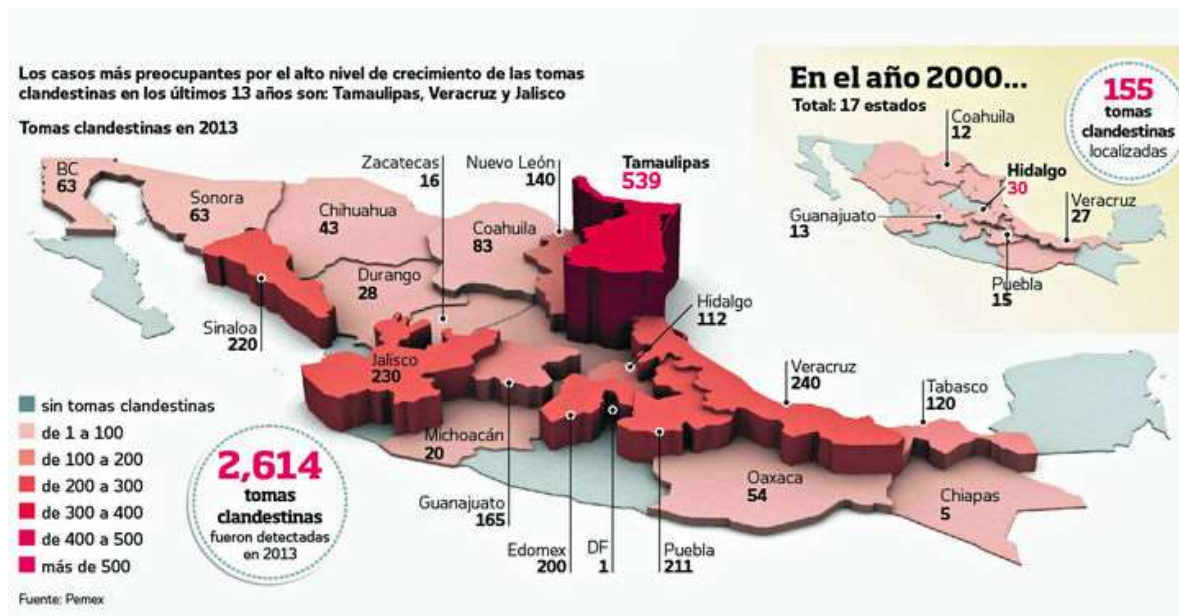 Los casos más preocupantes por el alto nivel de crecimiento de las tomas
clandestinas en los últimos 13 años son: Tamaulipas, Veracruz y Jalisco
Tomas clandestinas en 2013
BC
63
Sonora
63
Chihuahua
43
Zacatecas
16
Nuevo León
140
Tamaulipas
539
Coahuila
83
Durango
28
Sinaloa
220
Hidalgo
112
Jalisco
230
Veracruz
240
Tabasco
120
Michoacán
20
Guanajuato
165
Edomex
200
DF
1
Puebla
211
Oaxaca
54
Chiapas
5
sin tomas clandestinas
de 1 a 100
de 100 a 200
de 200 a 300
de 300 a 400
de 400 a 500
más de 500
2,614
tomas
clandestinas
fueron detectadas
en 2013
Fuente: Pemex
En el año 2000...
Total: 17 estados
155
tomas
clandestinas
localizadas
Coahuila
12
Hidalgo
30
Guanajuato
13
Veracruz
27
Puebla
15